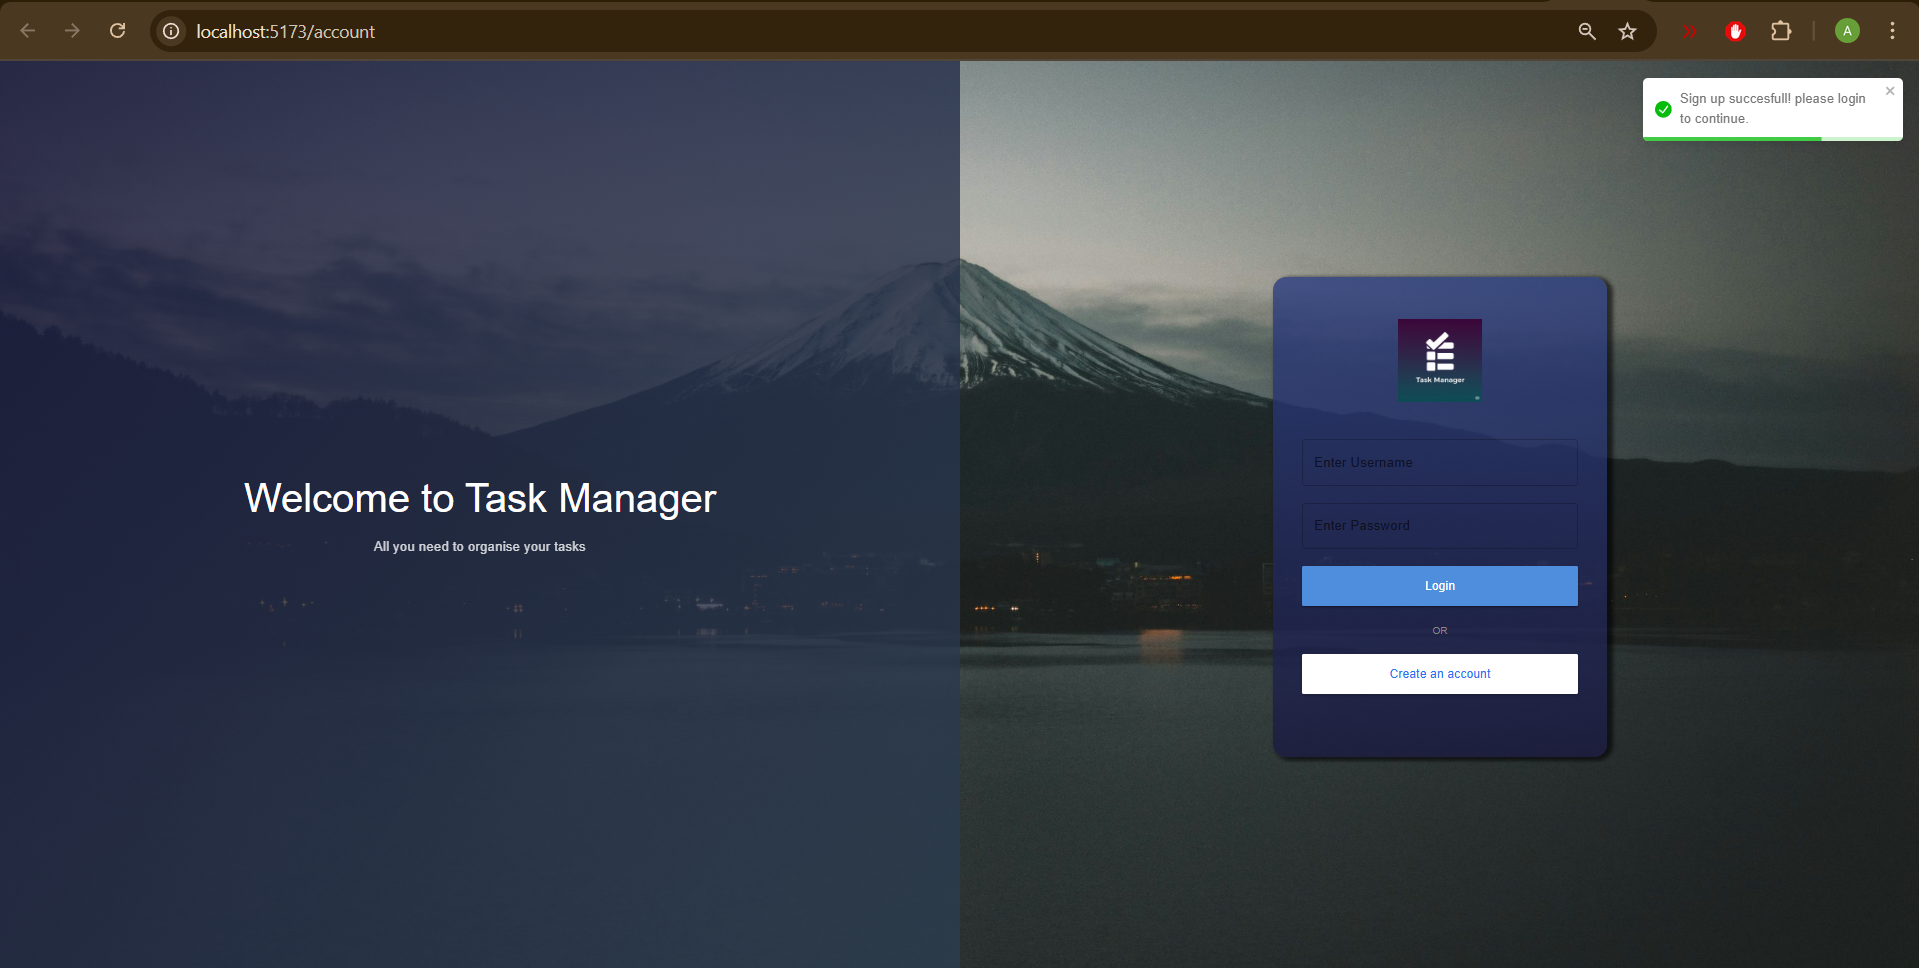 localhost:5173/account
A
Sign up succesfull! please login
to continue.
Task Manager
Enter Username
Welcome to Task Manager
Enter Password
All you need to organise your tasks
Login
OR
Create an account